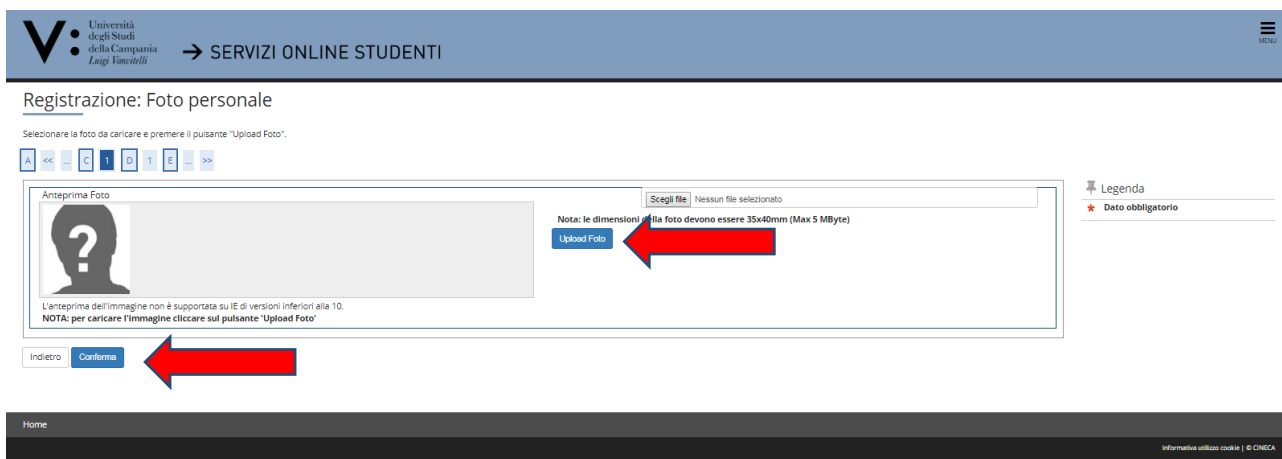 Università
degli Studi
della Campania
Luigi Vanvitelli
→ SERVIZI ONLINE STUDENTI
MENU
Registrazione: Foto personale
Selezionare la foto da caricare e premere il pulsante "Upload Foto".
A << ... C 1 D 1 E ... >>
Anteprima Foto
Scegli file Nessun file selezionato
Nota: le dimensioni della foto devono essere 35x40mm (Max 5 MByte)
Upload Foto
L'anteprima dell'immagine non è supportata su IE di versioni inferiori alla 10.
NOTA: per caricare l'immagine cliccare sul pulsante 'Upload Foto'
Legenda
* Dato obbligatorio
Indietro Conferma
Home
Informativa utilizzo cookie | © CINECA